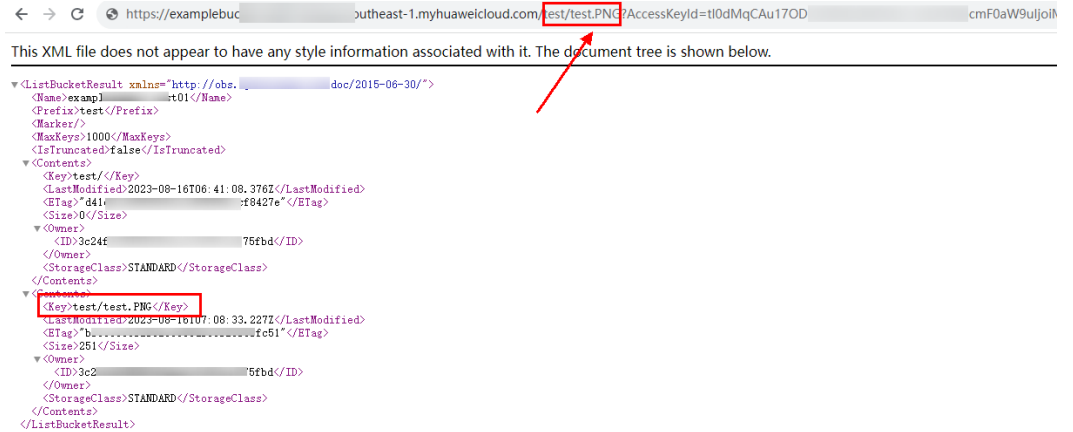 https://examplebuc outheast-1.myhuaweicloud.com/test/test.PNG?AccessKeyId=tI0dMqCAu17OD cmF0aW9uIjoiM
This XML file does not appear to have any style information associated with it. The document tree is shown below.
▼<ListBucketResult xmlns="http://obs. doc/2015-06-30/">
<Name>exampl rt01</Name>
<Prefix>test</Prefix>
<Marker/>
<MaxKeys>1000</MaxKeys>
<IsTruncated>false</IsTruncated>
▼<Contents>
<Key>test/</Key>
<LastModified>2023-08-16T06:41:08.376Z</LastModified>
<ETag>"d41 cf8427e"</ETag>
<Size>0</Size>
▼<Owner>
<ID>3c24f 75fbd</ID>
</Owner>
<StorageClass>STANDARD</StorageClass>
</Contents>
▼<Contents>
<Key>test/test.PNG</Key>
<LastModified>2023-08-16T07:08:33.227Z</LastModified>
<ETag>"b fc51"</ETag>
<Size>251</Size>
▼<Owner>
<ID>3c2 75fbd</ID>
</Owner>
<StorageClass>STANDARD</StorageClass>
</Contents>
</ListBucketResult>